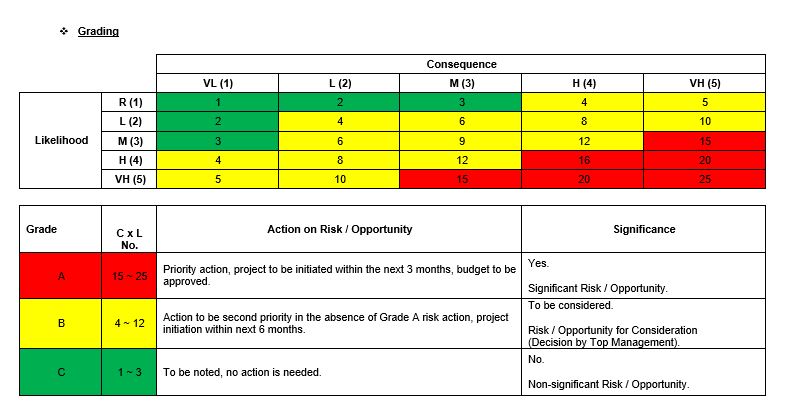 ❖ Grading
Consequence
VL (1) L (2) M (3) H (4) VH (5)
Likelihood
R (1) 1 2 3 4 5
L (2) 2 4 6 8 10
M (3) 3 6 9 12 15
H (4) 4 8 12 16 20
VH (5) 5 10 15 20 25
Grade C x L No. Action on Risk / Opportunity Significance
A 15 ~ 25
Priority action, project to be initiated within the next 3 months, budget to be
approved.
Yes.
Significant Risk / Opportunity.
B 4 ~ 12
Action to be second priority in the absence of Grade A risk action, project
initiation within next 6 months.
To be considered.
Risk / Opportunity for Consideration
(Decision by Top Management).
C 1 ~ 3
To be noted, no action is needed.
No.
Non-significant Risk / Opportunity.